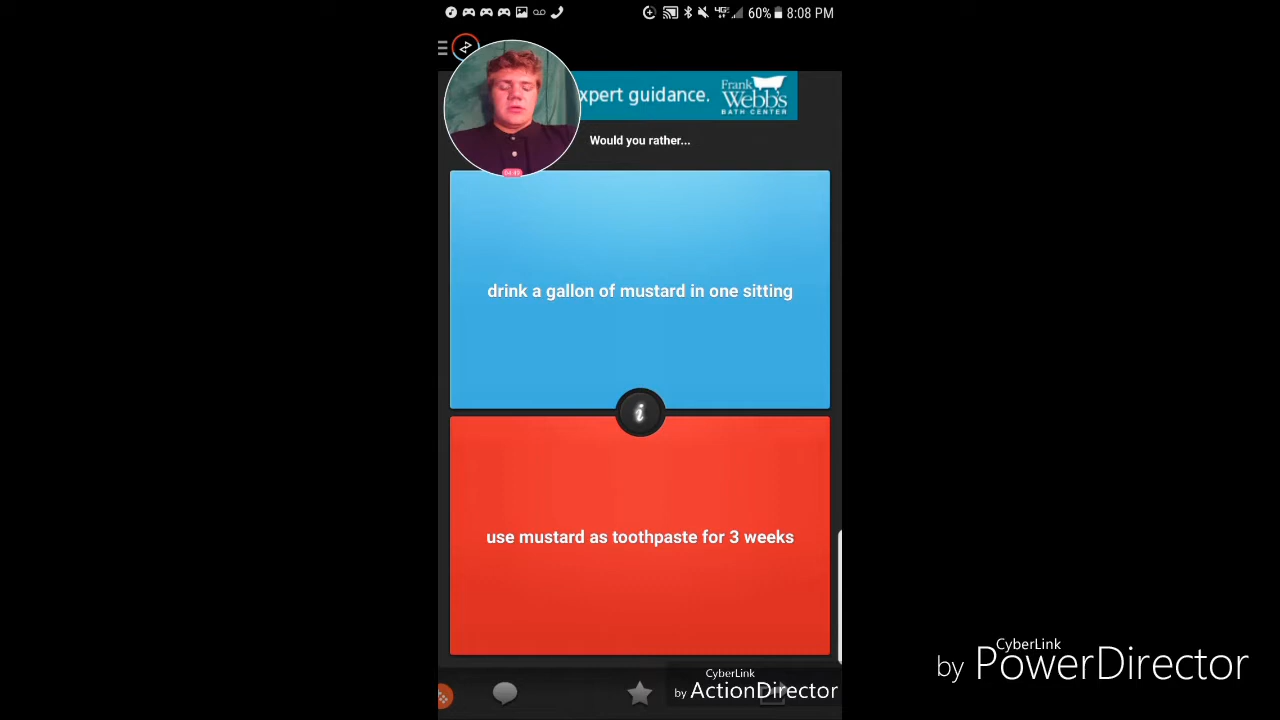 60% 8:08 PM
xpert guidance.
Frank
Webb's
BATH CENTER
Would you rather...
drink a gallon of mustard in one sitting
i
use mustard as toothpaste for 3 weeks
CyberLink
by ActionDirector
CyberLink
by PowerDirector